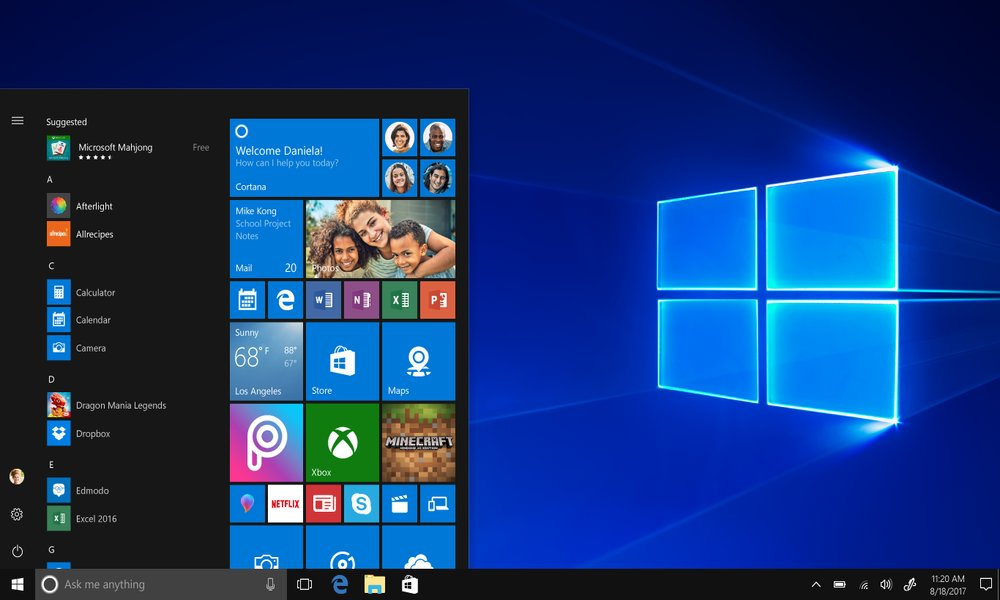 Suggested
Microsoft Mahjong
Free
A
Afterlight
Allrecipes
C
Calculator
Calendar
Camera
D
Dragon Mania Legends
Dropbox
E
Edmodo
Excel 2016
G
Welcome Daniela!
How can I help you today?
Cortana
Mike Kong
School Project
Notes
Mail 20
Photos
Sunny
68°F 88°
67°
Los Angeles
Store
Maps
Xbox
MINECRAFT
NETFLIX
Ask me anything
11:20 AM
8/18/2017